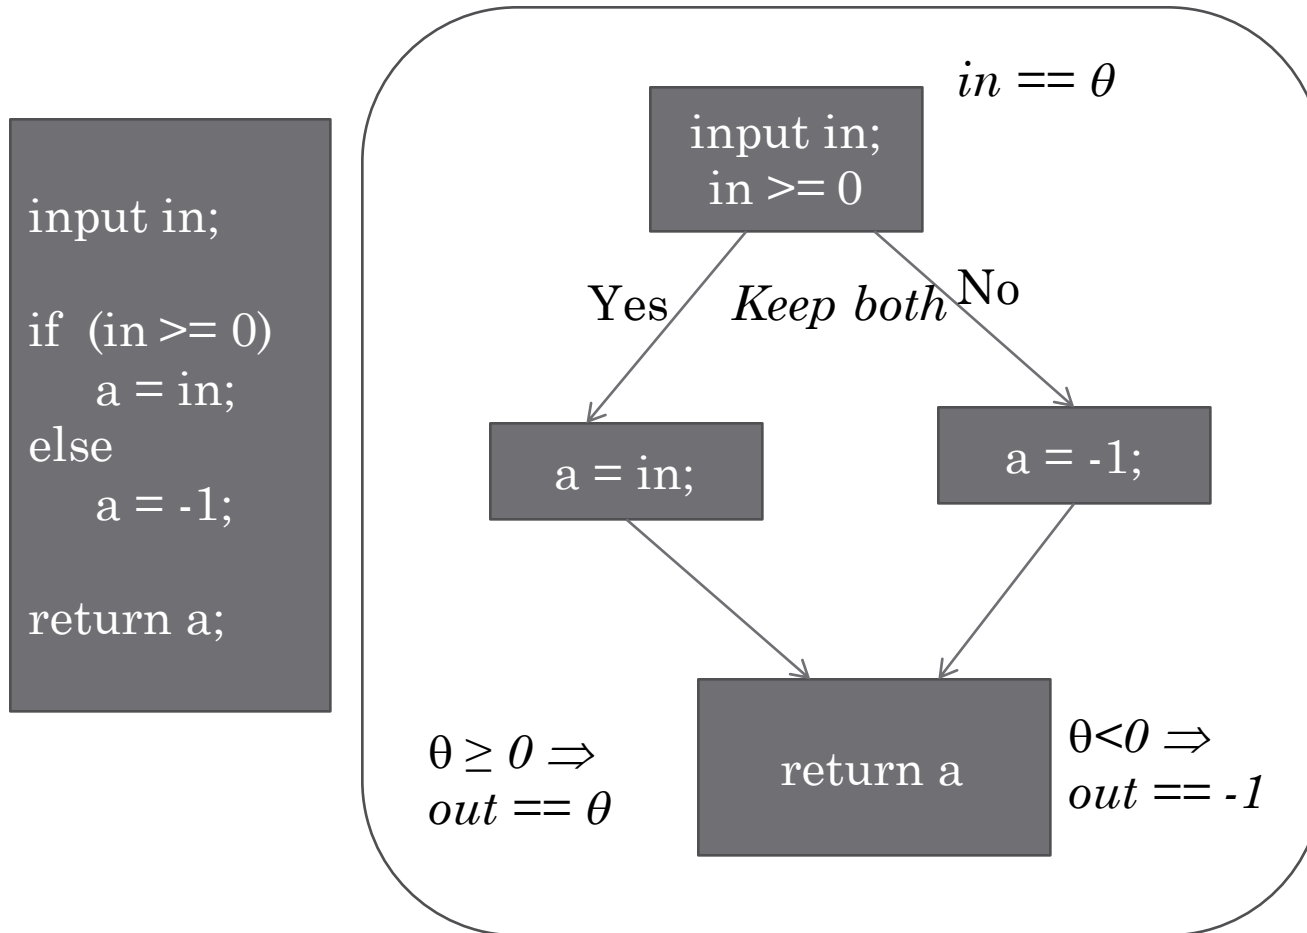 input in;
if (in >= 0)
a = in;
else
a = -1;
return a;
in == θ
input in;
in >= 0
Yes
Keep both
No
a = in;
a = -1;
θ ≥ 0 ⇒
out == θ
return a
θ<0 ⇒
out == -1